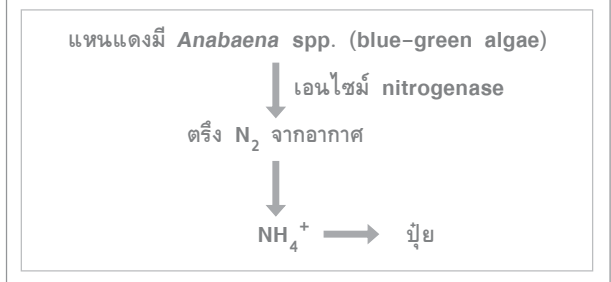 แหนแดงมี Anabaena spp. (blue-green algae)
เอนไซม์ nitrogenase
ตรึง N₂ จากอากาศ
NH₄⁺ ปุ๋ย